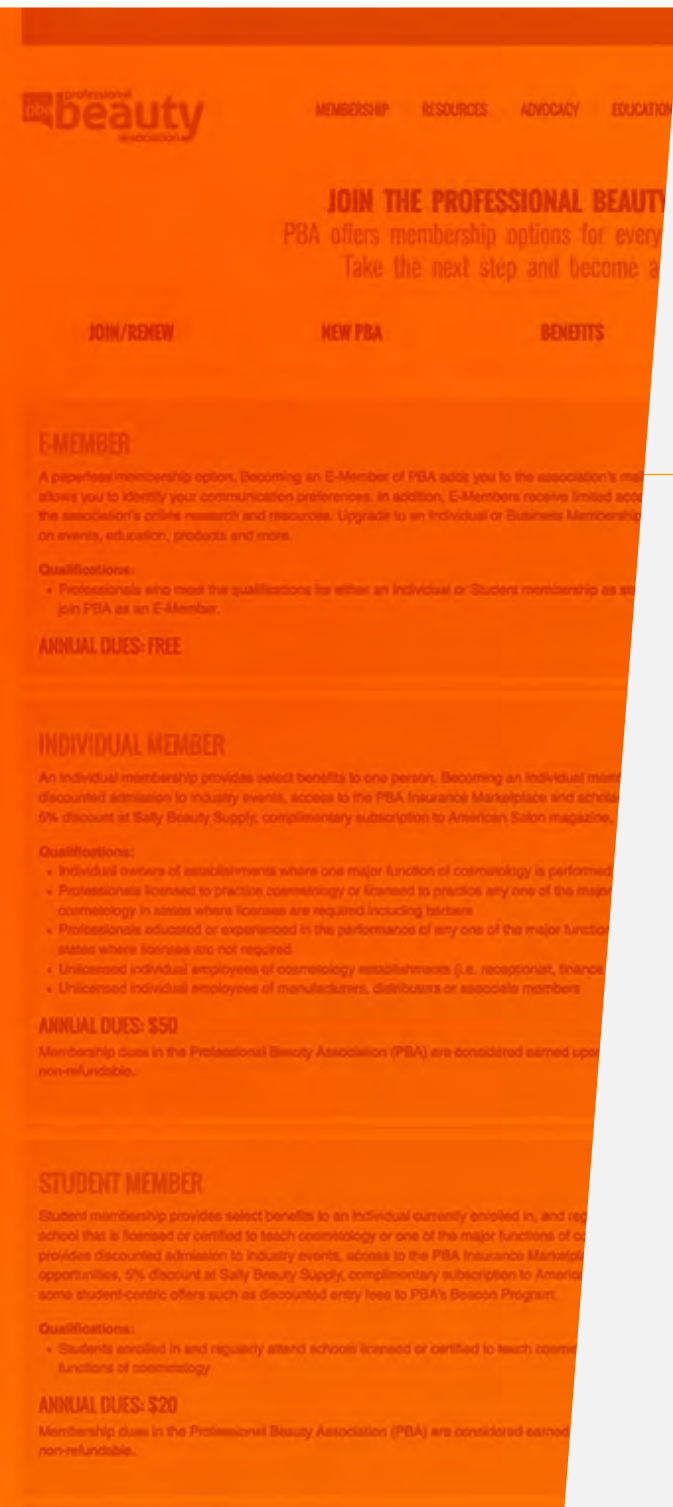 professional
pba beauty
association
MEMBERSHIP RESOURCES ADVOCACY EDUCATION
JOIN THE PROFESSIONAL BEAUTY
PBA offers membership options for every
Take the next step and become a
JOIN/RENEW NEW PBA BENEFITS
E-MEMBER
A paperless membership option. Becoming an E-Member of PBA adds you to the association's mai
allows you to identify your communication preferences. In addition, E-Members receive limited acc
the association's online research and resources. Upgrade to an Individual or Business Membership
on events, education, products and more.
Qualifications:
• Professionals who meet the qualifications for either an Individual or Student membership as sta
join PBA as an E-Member.
ANNUAL DUES: FREE
INDIVIDUAL MEMBER
An Individual membership provides select benefits to one person. Becoming an Individual mem
discounted admission to industry events, access to the PBA Insurance Marketplace and schola
5% discount at Sally Beauty Supply, complimentary subscription to American Salon magazine,
Qualifications:
• Individual owners of establishments where one major function of cosmetology is performed
• Professionals licensed to practice cosmetology or licensed to practice any one of the major
cosmetology in states where licenses are required including barbers
• Professionals educated or experienced in the performance of any one of the major function
states where licenses are not required.
• Unlicensed individual employees of cosmetology establishments (i.e. receptionist, finance
• Unlicensed individual employees of manufacturers, distributors or associate members
ANNUAL DUES: $50
Membership dues in the Professional Beauty Association (PBA) are considered earned upo
non-refundable.
STUDENT MEMBER
Student membership provides select benefits to an individual currently enrolled in, and reg
school that is licensed or certified to teach cosmetology or one of the major functions of co
provides discounted admission to industry events, access to the PBA Insurance Marketpla
opportunities, 5% discount at Sally Beauty Supply, complimentary subscription to America
some student-centric offers such as discounted entry fees to PBA's Beacon Program.
Qualifications:
• Students enrolled in and regularly attend schools licensed or certified to teach cosme
functions of cosmetology
ANNUAL DUES: $20
Membership dues in the Professional Beauty Association (PBA) are considered earned
non-refundable.